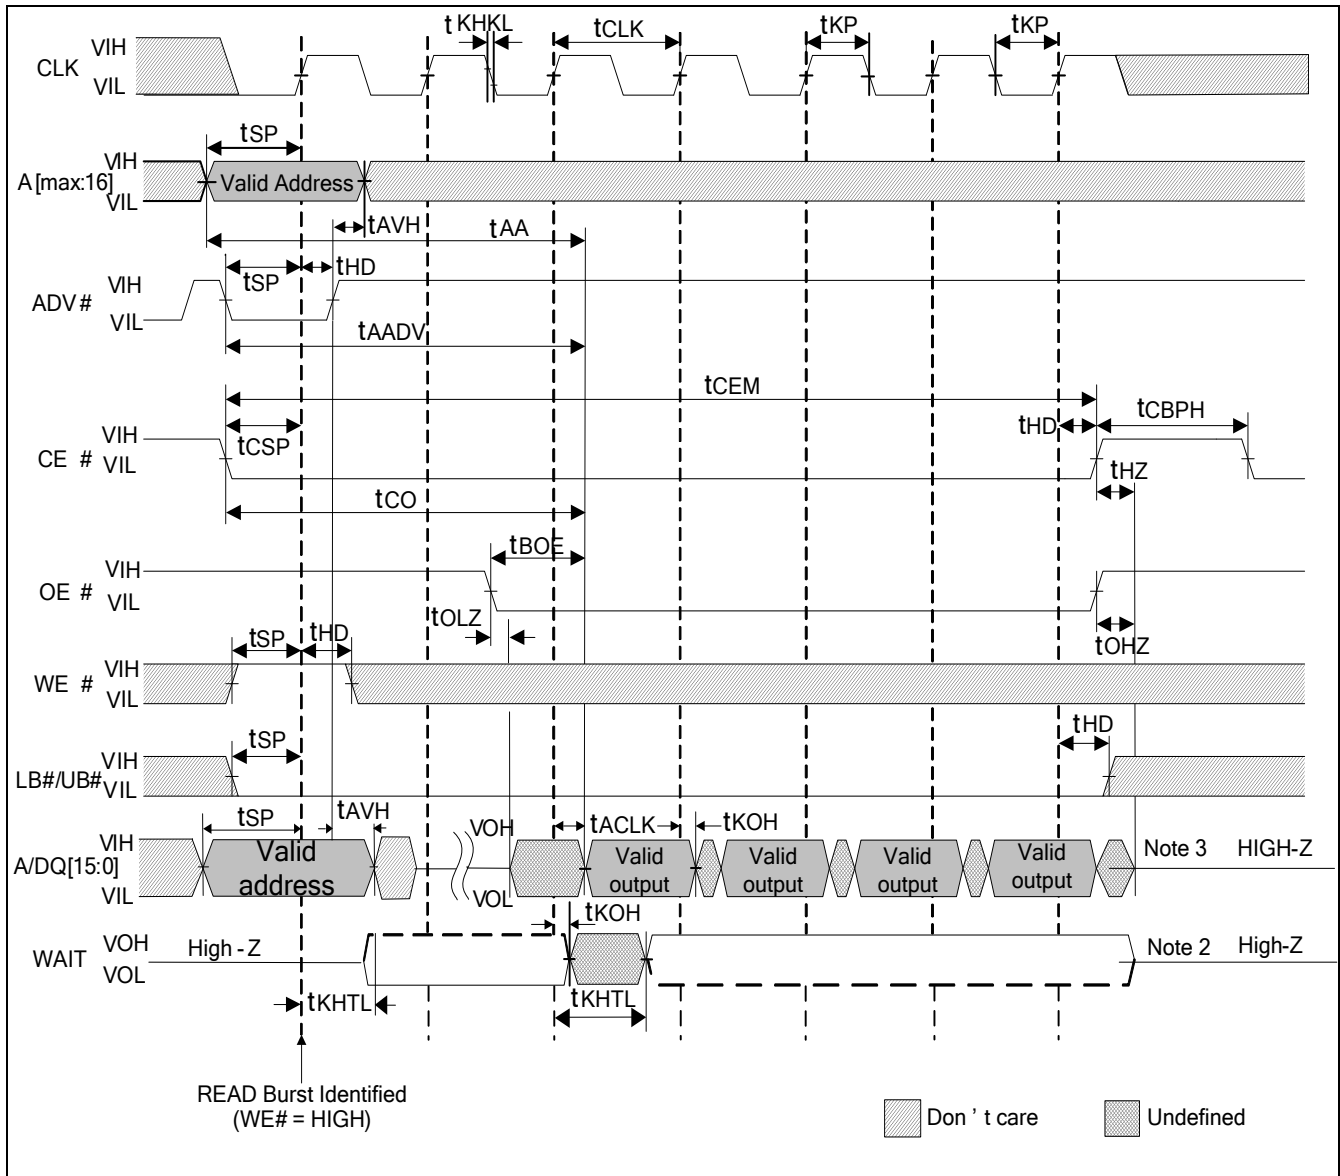 tKHKL tCLK tKP tKP
CLK VIH
VIL
tSP
A[max:16] VIH
VIL
Valid Address
tAVH tAA
tSP tHD
ADV# VIH
VIL
tAADV
tCEM
tCSP tHD tCBPH
CE # VIH
VIL
tHZ
tCO
tBOE
OE # VIH
VIL
tOLZ tOHZ
tSP tHD
WE # VIH
VIL
tSP tHD
LB#/UB# VIH
VIL
tSP tAVH VOH tACLK tKOH
A/DQ[15:0] VIH
VIL
Valid address
VOL
Valid output
Valid output
Valid output
Valid output
Note 3 HIGH-Z
tKOH
WAIT VOH
VOL
High-Z
Note 2 High-Z
tKHTL tKHTL
READ Burst Identified
(WE# = HIGH)
Don ' t care Undefined